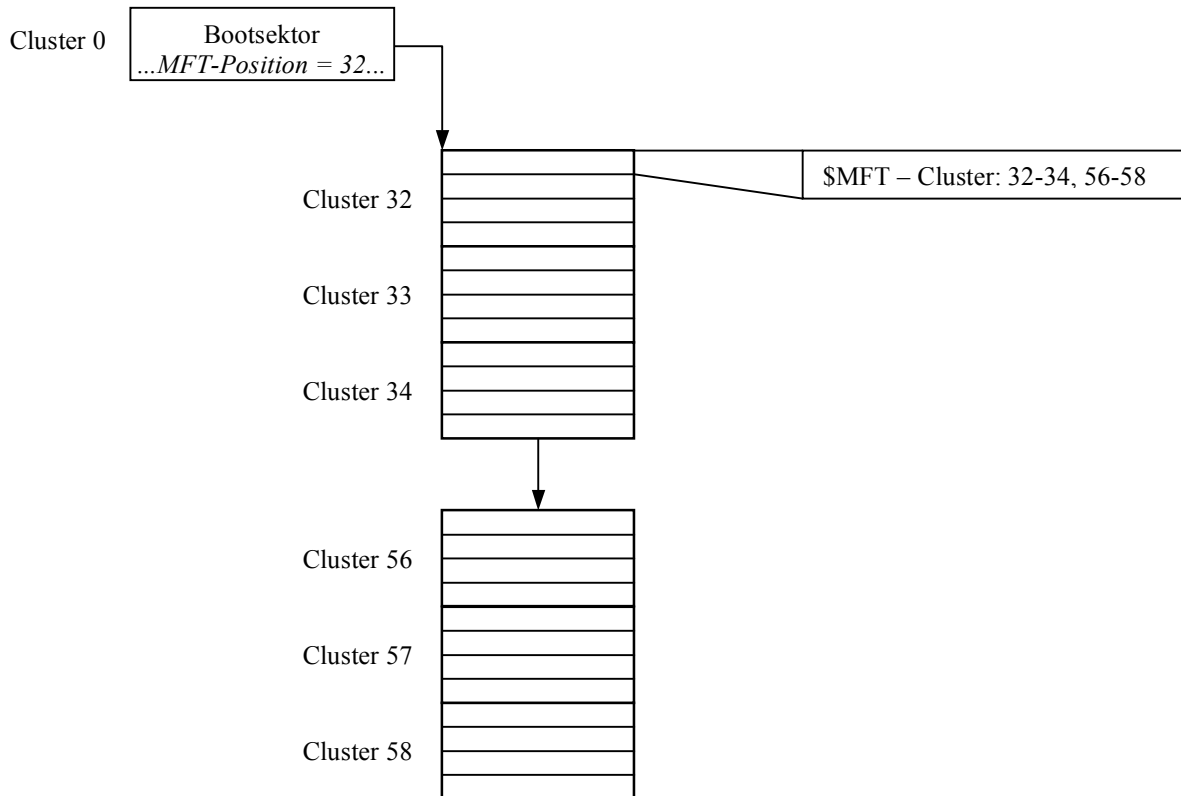 Cluster 0
Bootsektor
...MFT-Position = 32...
$MFT – Cluster: 32-34, 56-58
Cluster 32
Cluster 33
Cluster 34
Cluster 56
Cluster 57
Cluster 58